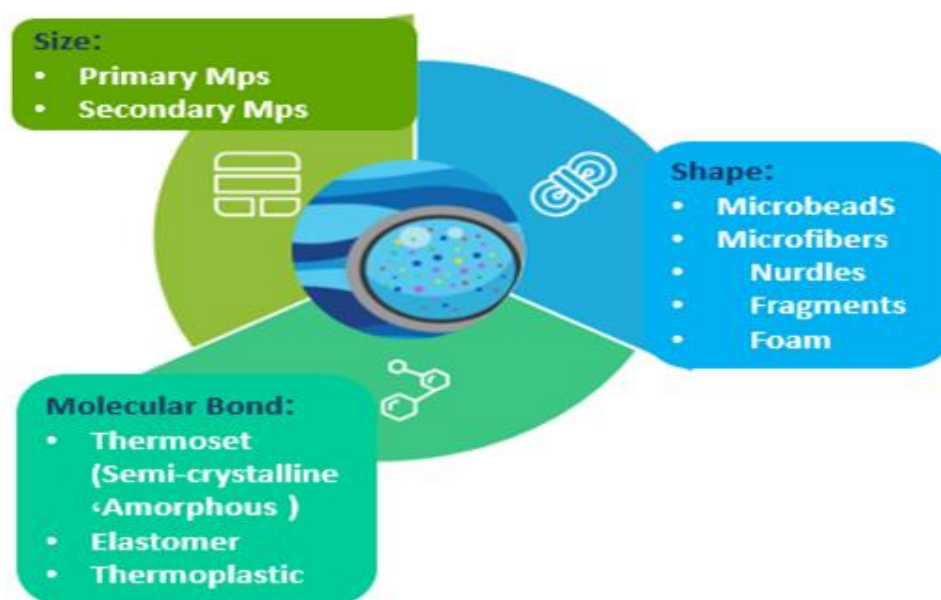 Size:
• Primary Mps
• Secondary Mps
Shape:
• MicrobeadS
• Microfibers
• Nurdles
• Fragments
• Foam
Molecular Bond:
• Thermoset
(Semi-crystalline
،Amorphous )
• Elastomer
• Thermoplastic